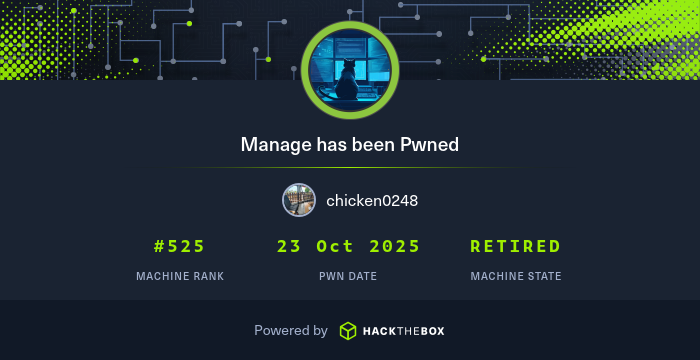 Manage has been Pwned
chicken0248
#525 23 Oct 2025 RETIRED
MACHINE RANK PWN DATE MACHINE STATE
Powered by HACKTHEBOX